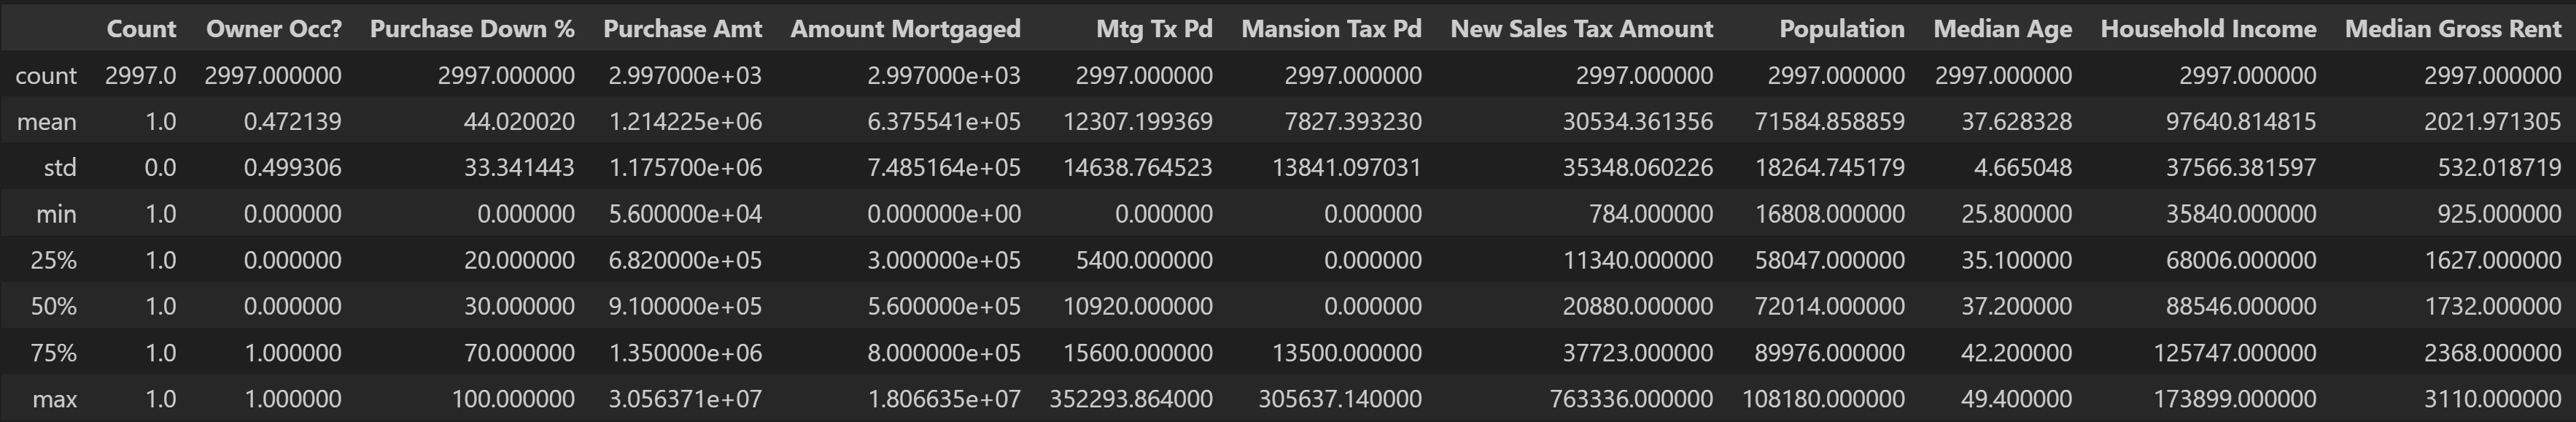 Count Owner Occ? Purchase Down % Purchase Amt Amount Mortgaged Mtg Tx Pd Mansion Tax Pd New Sales Tax Amount Population Median Age Household Income Median Gross Rent
count 2997.0 2997.000000 2997.000000 2.997000e+03 2.997000e+03 2997.000000 2997.000000 2997.000000 2997.000000 2997.000000 2997.000000 2997.000000
mean 1.0 0.472139 44.020020 1.214225e+06 6.375541e+05 12307.199369 7827.393230 30534.361356 71584.858859 37.628328 97640.814815 2021.971305
std 0.0 0.499306 33.341443 1.175700e+06 7.485164e+05 14638.764523 13841.097031 35348.060226 18264.745179 4.665048 37566.381597 532.018719
min 1.0 0.000000 0.000000 5.600000e+04 0.000000e+00 0.000000 0.000000 784.000000 16808.000000 25.800000 35840.000000 925.000000
25% 1.0 0.000000 20.000000 6.820000e+05 3.000000e+05 5400.000000 0.000000 11340.000000 58047.000000 35.100000 68006.000000 1627.000000
50% 1.0 0.000000 30.000000 9.100000e+05 5.600000e+05 10920.000000 0.000000 20880.000000 72014.000000 37.200000 88546.000000 1732.000000
75% 1.0 1.000000 70.000000 1.350000e+06 8.000000e+05 15600.000000 13500.000000 37723.000000 89976.000000 42.200000 125747.000000 2368.000000
max 1.0 1.000000 100.000000 3.056371e+07 1.806635e+07 352293.864000 305637.140000 763336.000000 108180.000000 49.400000 173899.000000 3110.000000